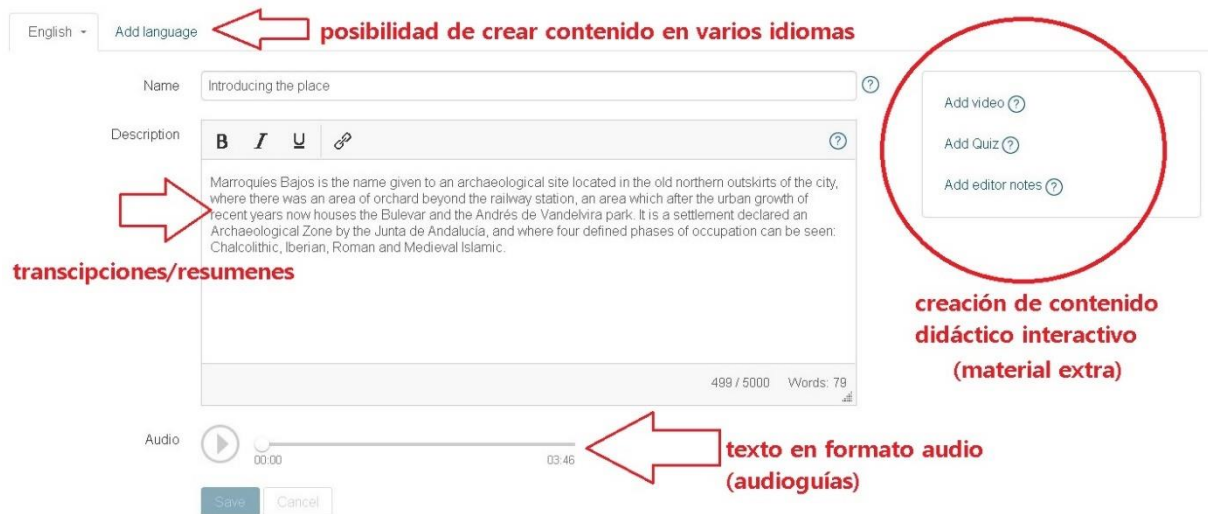 English Add language
posibilidad de crear contenido en varios idiomas
Name Introducing the place ?
Description B I U ?
Marroquíes Bajos is the name given to an archaeological site located in the old northern outskirts of the city,
where there was an area of orchard beyond the railway station, an area which after the urban growth of
recent years now houses the Bulevar and the Andrés de Vandelvira park. It is a settlement declared an
Archaeological Zone by the Junta de Andalucía, and where four defined phases of occupation can be seen:
Chalcolithic, Iberian, Roman and Medieval Islamic.
transcipciones/resumenes
499 / 5000 Words: 79
Add video ?
Add Quiz ?
Add editor notes ?
creación de contenido
didáctico interactivo
(material extra)
Audio
00:00 03:46
texto en formato audio
(audioguías)
Save Cancel